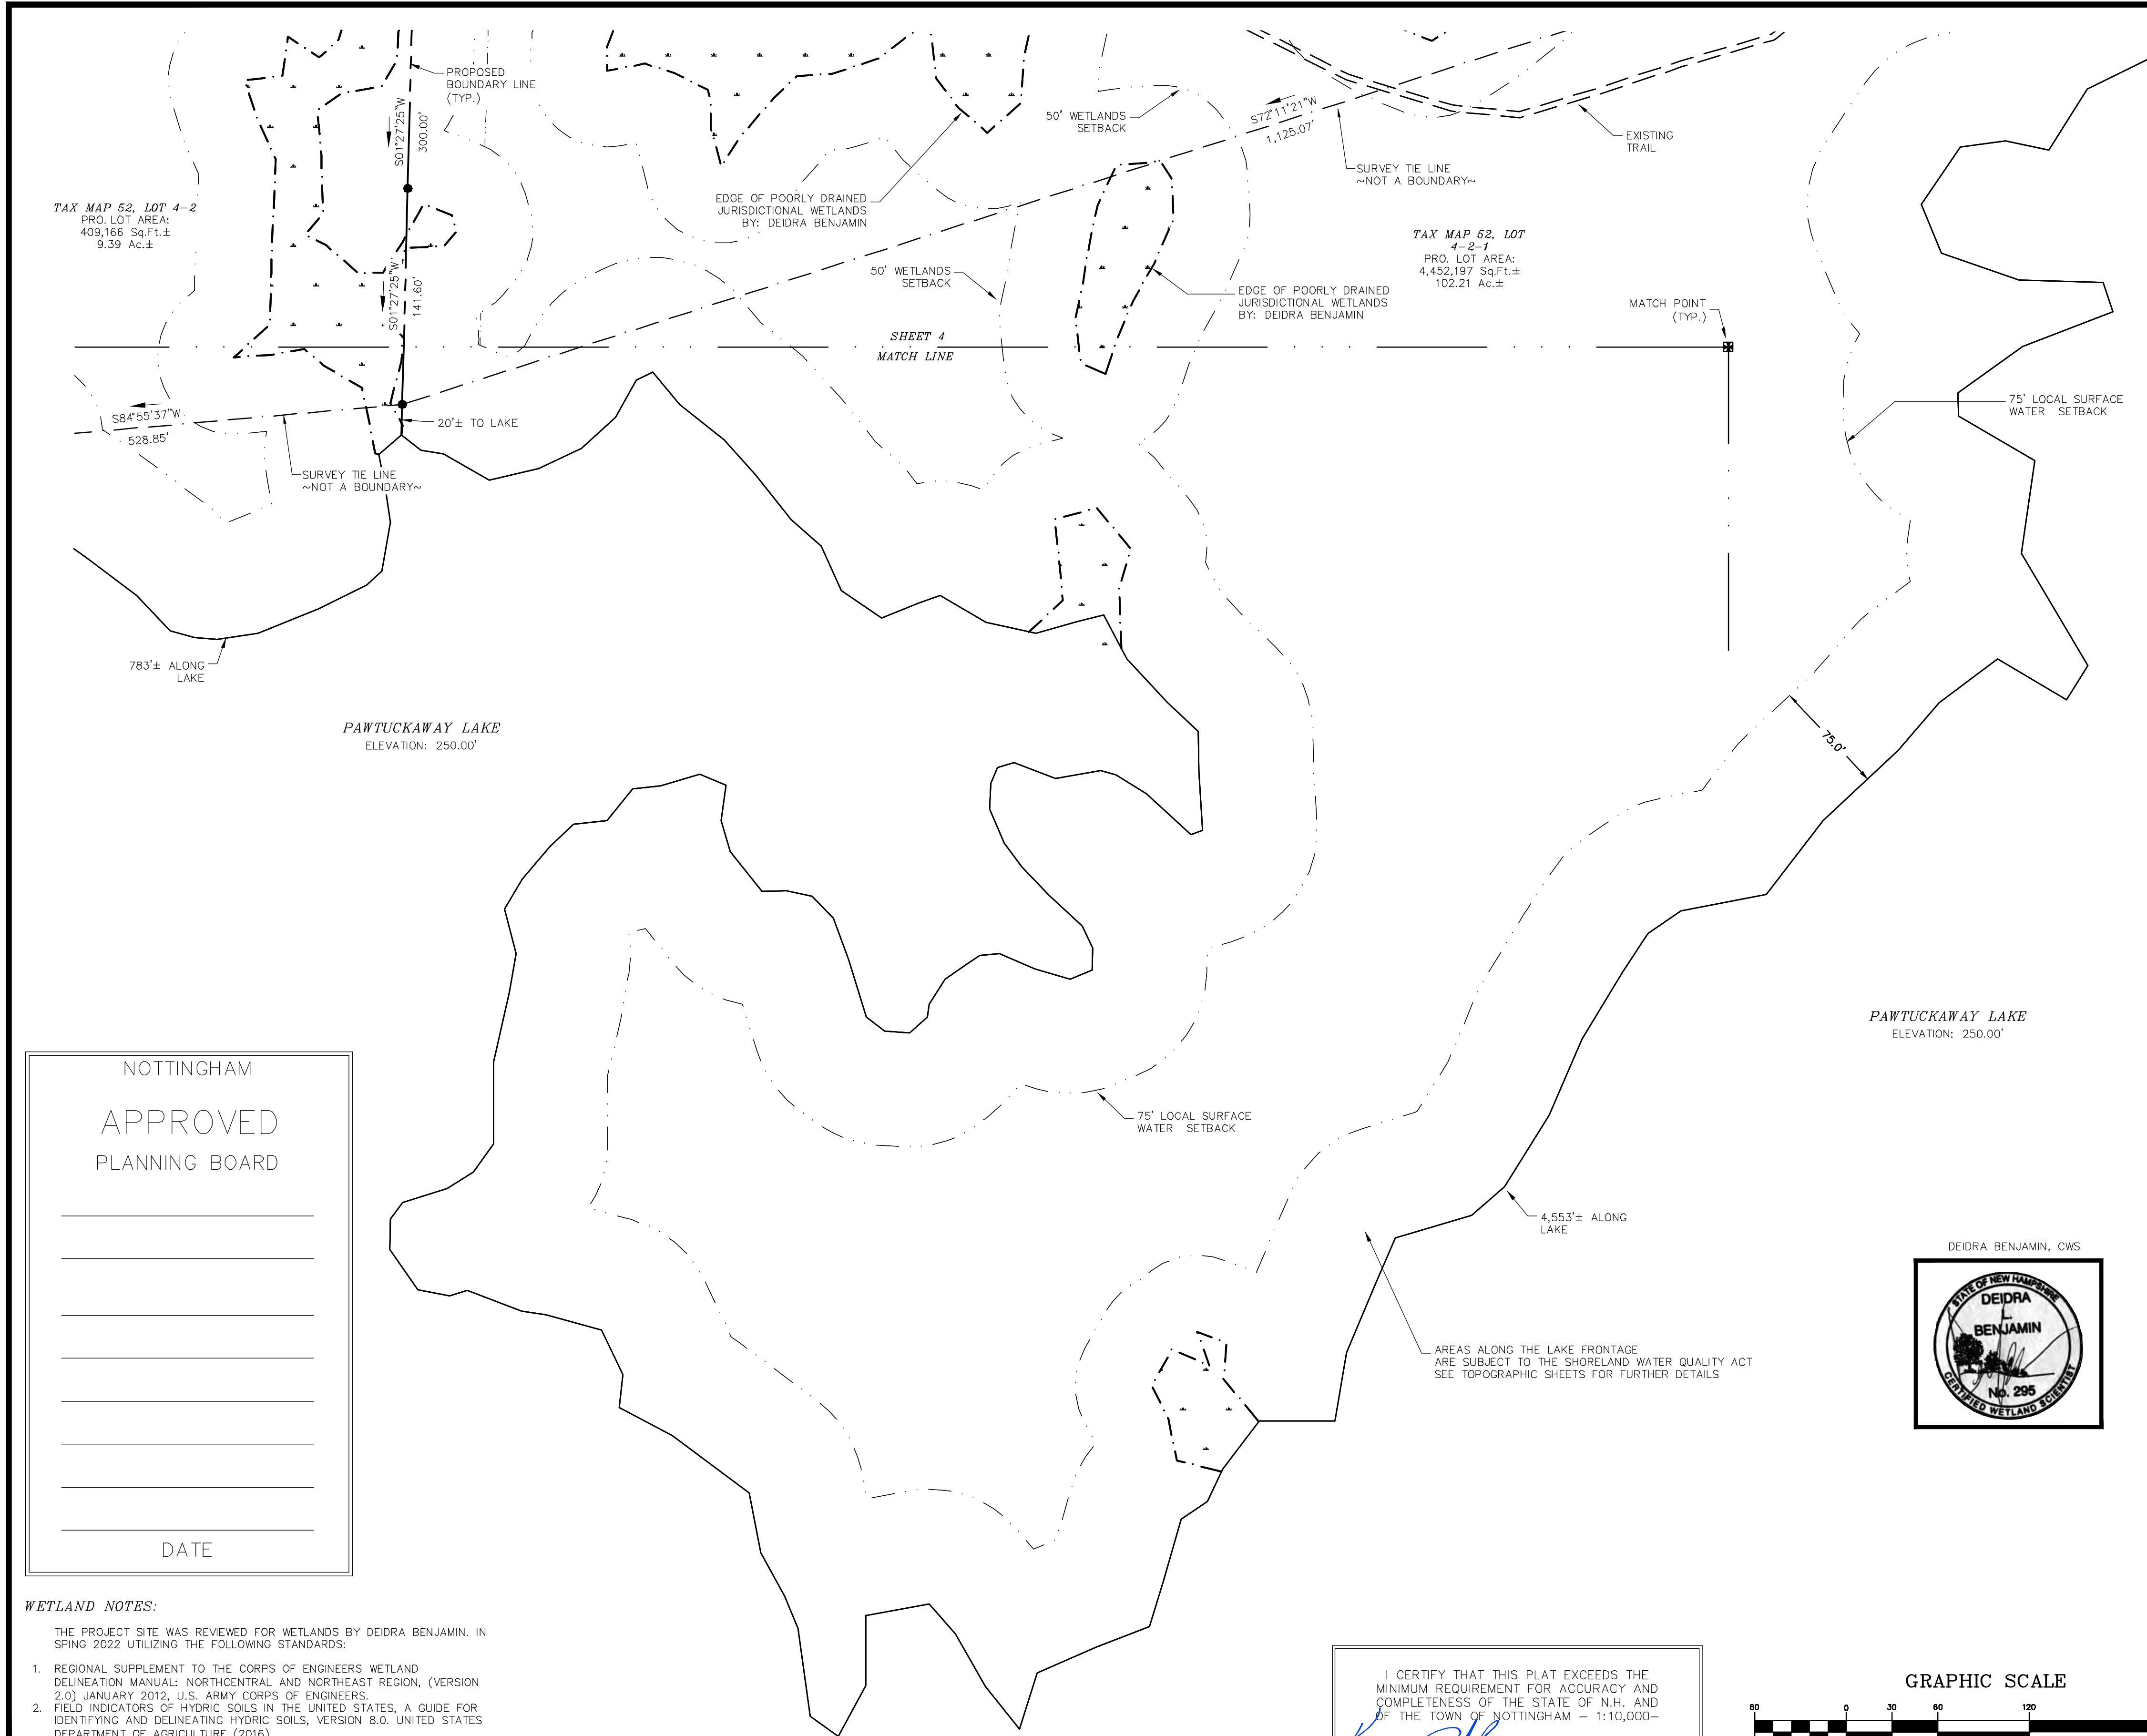 PROPOSED
BOUNDARY LINE
(TYP.)
S01°27'25"W
300.00'
TAX MAP 52, LOT 4-2
PRO. LOT AREA:
409,166 Sq.Ft.±
9.39 Ac.±
S01°27'25"W
141.60'
EDGE OF POORLY DRAINED
JURISDICTIONAL WETLANDS
BY: DEIDRA BENJAMIN
50' WETLANDS
SETBACK
S72°11'21"W
1,125.07'
SURVEY TIE LINE
~NOT A BOUNDARY~
EXISTING
TRAIL
50' WETLANDS
SETBACK
EDGE OF POORLY DRAINED
JURISDICTIONAL WETLANDS
BY: DEIDRA BENJAMIN
TAX MAP 52, LOT
4-2-1
PRO. LOT AREA:
4,452,197 Sq.Ft.±
102.21 Ac.±
MATCH POINT
(TYP.)
SHEET 4
MATCH LINE
75' LOCAL SURFACE
WATER SETBACK
S84°55'37"W
528.85'
20'± TO LAKE
SURVEY TIE LINE
~NOT A BOUNDARY~
783'± ALONG
LAKE
PAWTUCKAWAY LAKE
ELEVATION: 250.00'
75.0'
PAWTUCKAWAY LAKE
ELEVATION: 250.00'
75' LOCAL SURFACE
WATER SETBACK
4,553'± ALONG
LAKE
AREAS ALONG THE LAKE FRONTAGE
ARE SUBJECT TO THE SHORELAND WATER QUALITY ACT
SEE TOPOGRAPHIC SHEETS FOR FURTHER DETAILS
NOTTINGHAM
APPROVED
PLANNING BOARD
DATE
DEIDRA BENJAMIN, CWS
STATE OF NEW HAMPSHIRE
DEIDRA
L.
BENJAMIN
No. 295
CERTIFIED WETLAND SCIENTIST
WETLAND NOTES:
THE PROJECT SITE WAS REVIEWED FOR WETLANDS BY DEIDRA BENJAMIN. IN
SPING 2022 UTILIZING THE FOLLOWING STANDARDS:
1. REGIONAL SUPPLEMENT TO THE CORPS OF ENGINEERS WETLAND
DELINEATION MANUAL: NORTHCENTRAL AND NORTHEAST REGION, (VERSION
2.0) JANUARY 2012, U.S. ARMY CORPS OF ENGINEERS.
2. FIELD INDICATORS OF HYDRIC SOILS IN THE UNITED STATES, A GUIDE FOR
IDENTIFYING AND DELINEATING HYDRIC SOILS, VERSION 8.0. UNITED STATES
DEPARTMENT OF AGRICULTURE (2016)
I CERTIFY THAT THIS PLAT EXCEEDS THE
MINIMUM REQUIREMENT FOR ACCURACY AND
COMPLETENESS OF THE STATE OF N.H. AND
OF THE TOWN OF NOTTINGHAM - 1:10,000-
GRAPHIC SCALE
60 0 30 60 120